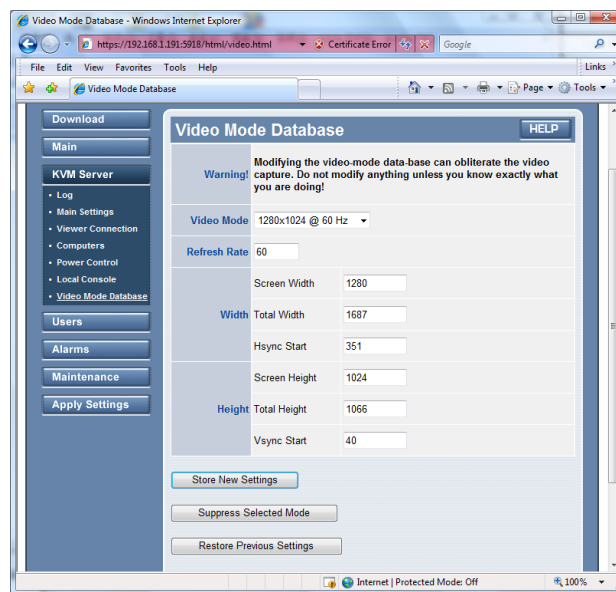 Video Mode Database - Windows Internet Explorer
https://192.168.1.191:5918/html/video.html
Certificate Error
Google
File Edit View Favorites Tools Help
Links
Video Mode Database
Page
Tools
Download
Main
KVM Server
Log
Main Settings
Viewer Connection
Computers
Power Control
Local Console
Video Mode Database
Users
Alarms
Maintenance
Apply Settings
Video Mode Database
HELP
Warning!
Modifying the video-mode data-base can obliterate the video
capture. Do not modify anything unless you know exactly what
you are doing!
Video Mode 1280x1024 @ 60 Hz
Refresh Rate 60
Width
Screen Width 1280
Total Width 1687
Hsync Start 351
Height
Screen Height 1024
Total Height 1066
Vsync Start 40
Store New Settings
Suppress Selected Mode
Restore Previous Settings
Internet | Protected Mode: Off
100%